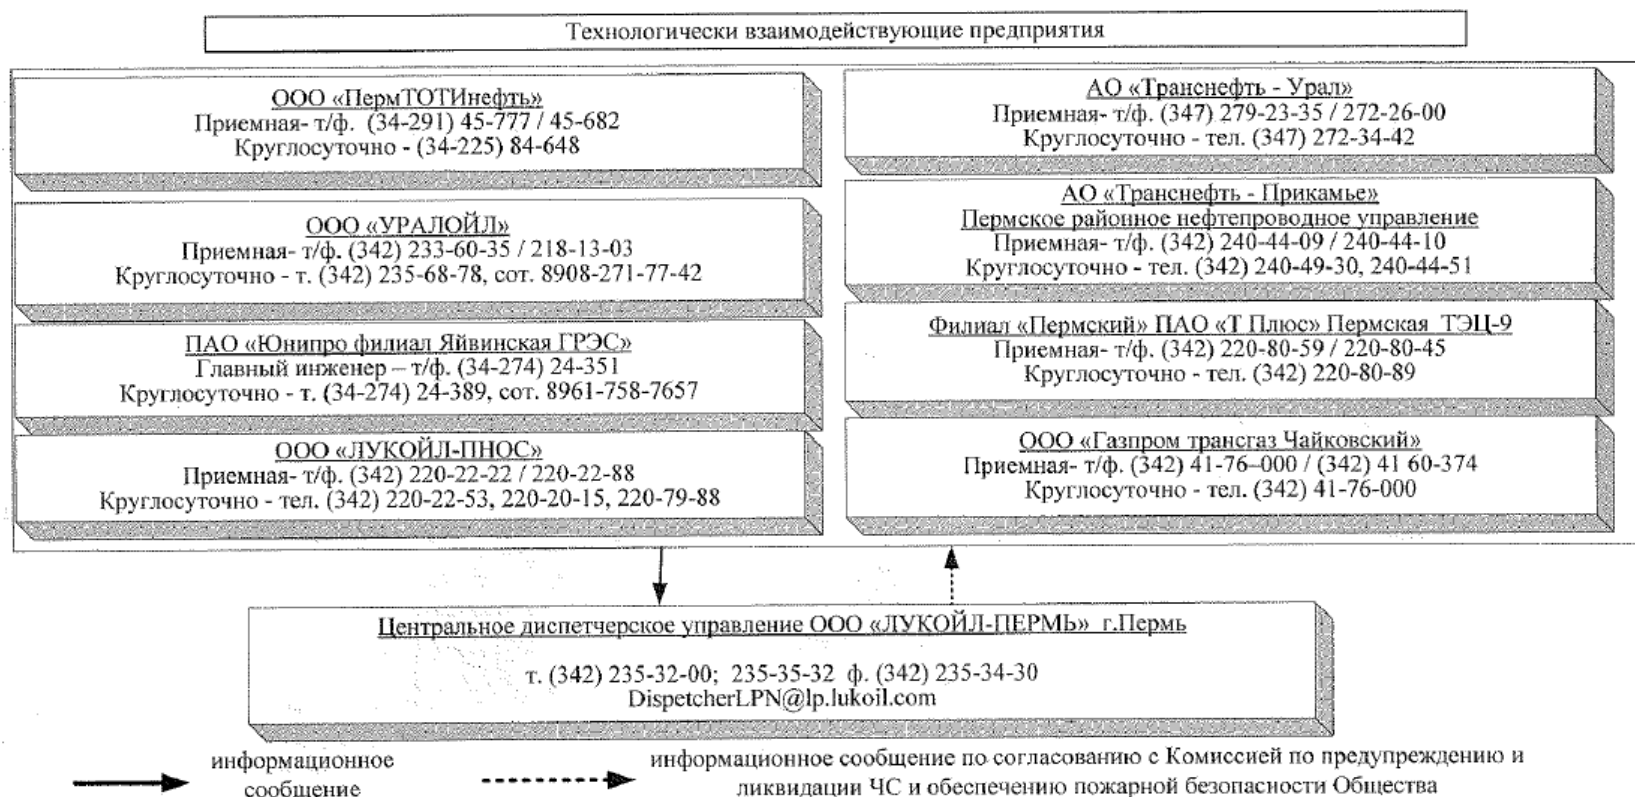 Технологически взаимодействующие предприятия
ООО «ПермТОТИнефть»
Приемная- т/ф. (34-291) 45-777 / 45-682
Круглосуточно - (34-225) 84-648
ООО «УРАЛОЙЛ»
Приемная- т/ф. (342) 233-60-35 / 218-13-03
Круглосуточно - т. (342) 235-68-78, сот. 8908-271-77-42
ПАО «Юнипро филиал Яйвинская ГРЭС»
Главный инженер – т/ф. (34-274) 24-351
Круглосуточно - т. (34-274) 24-389, сот. 8961-758-7657
ООО «ЛУКОЙЛ-ПНОС»
Приемная- т/ф. (342) 220-22-22 / 220-22-88
Круглосуточно - тел. (342) 220-22-53, 220-20-15, 220-79-88
АО «Транснефть - Урал»
Приемная- т/ф. (347) 279-23-35 / 272-26-00
Круглосуточно - тел. (347) 272-34-42
АО «Транснефть - Прикамье»
Пермское районное нефтепроводное управление
Приемная- т/ф. (342) 240-44-09 / 240-44-10
Круглосуточно - тел. (342) 240-49-30, 240-44-51
Филиал «Пермский» ПАО «Т Плюс» Пермская ТЭЦ-9
Приемная- т/ф. (342) 220-80-59 / 220-80-45
Круглосуточно - тел. (342) 220-80-89
ООО «Газпром трансгаз Чайковский»
Приемная- т/ф. (342) 41-76–000 / (342) 41 60-374
Круглосуточно - тел. (342) 41-76-000
Центральное диспетчерское управление ООО «ЛУКОЙЛ-ПЕРМЬ» г.Пермь
т. (342) 235-32-00; 235-35-32 ф. (342) 235-34-30
DispetcherLPN@lp.lukoil.com
информационное
сообщение
информационное сообщение по согласованию с Комиссией по предупреждению и
ликвидации ЧС и обеспечению пожарной безопасности Общества